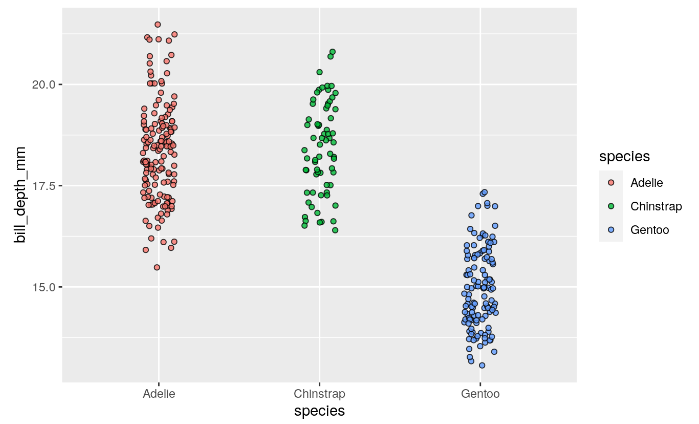 bill_depth_mm
20.0
17.5
15.0
Adelie
Chinstrap
Gentoo
species
species
Adelie
Chinstrap
Gentoo